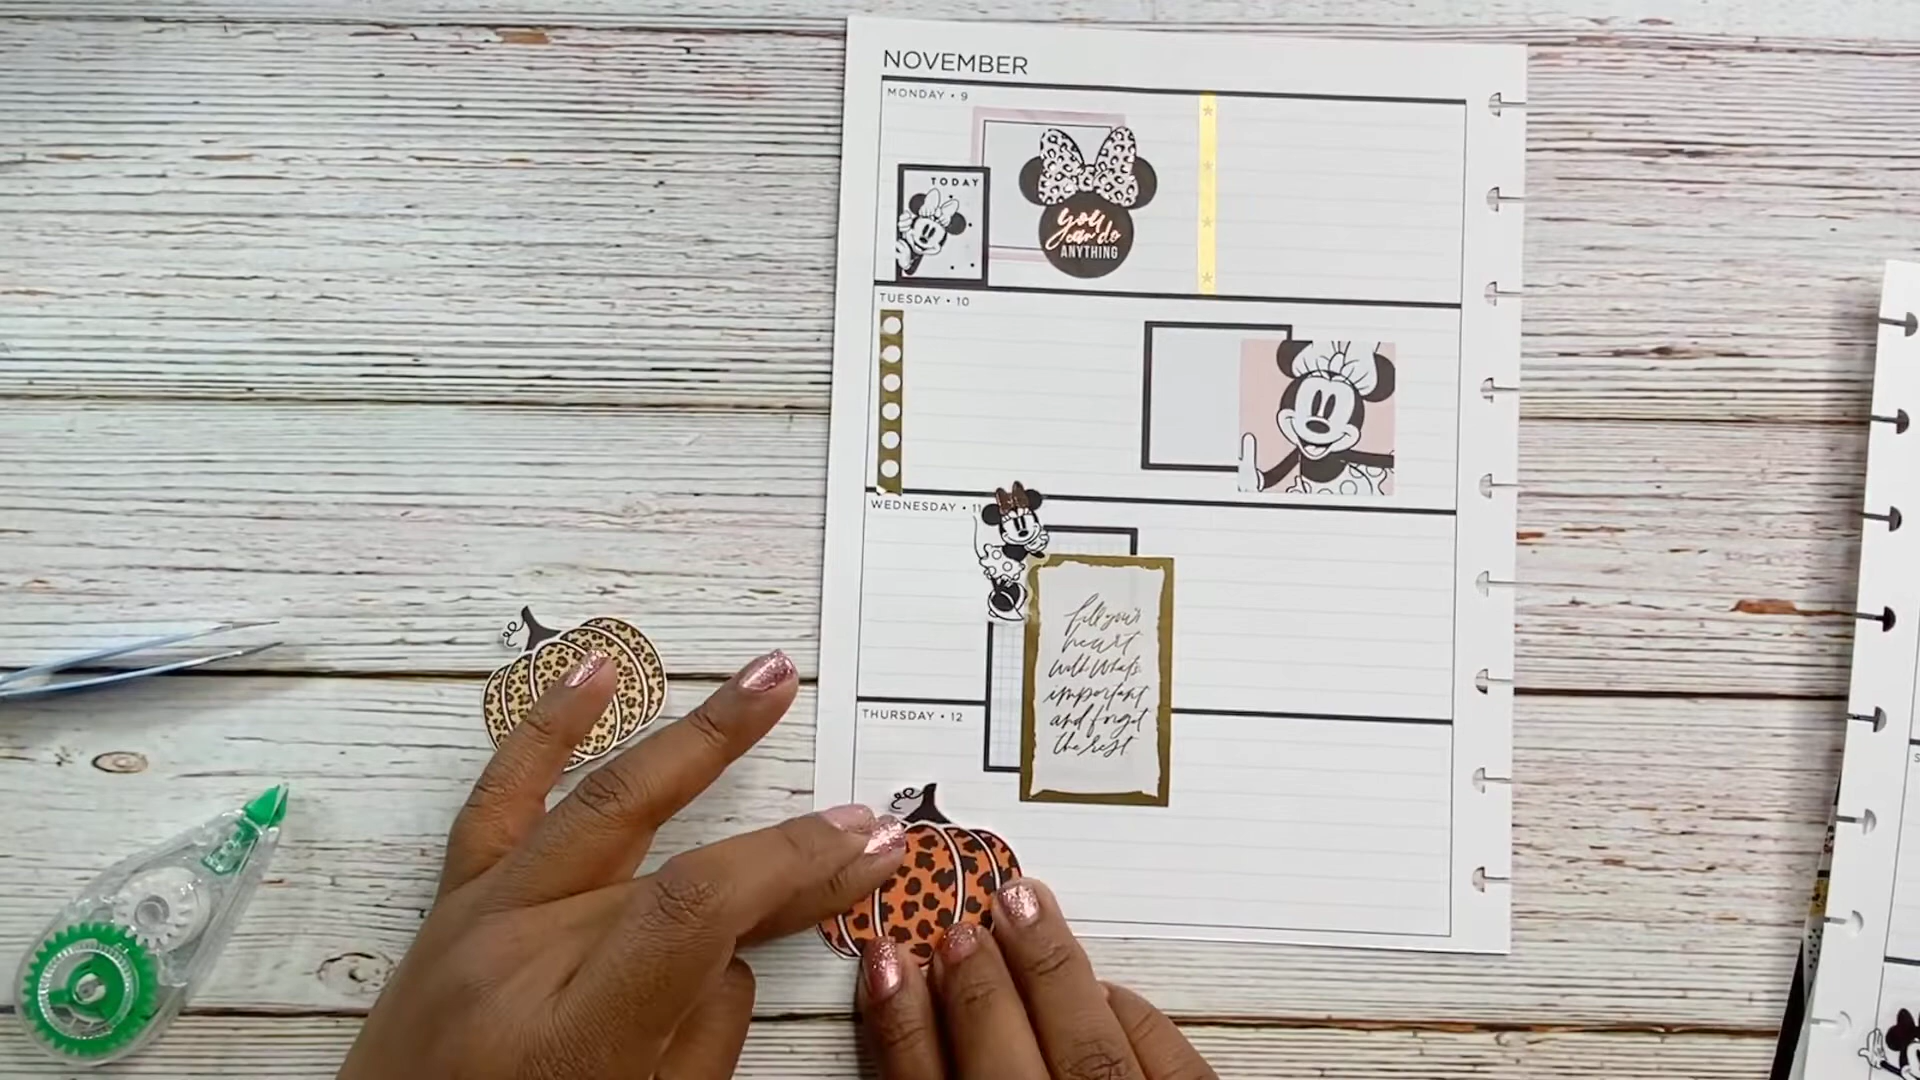 NOVEMBER
MONDAY • 9
TODAY
you
can do
ANYTHING
TUESDAY • 10
WEDNESDAY • 11
fill your
heart
with what's
important
and forget
the rest
THURSDAY • 12
S